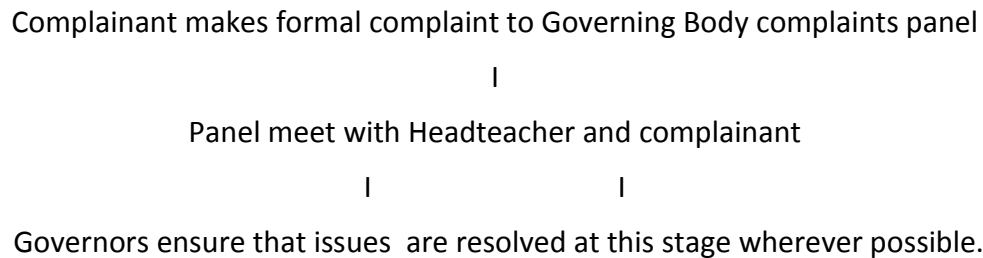 Complainant makes formal complaint to Governing Body complaints panel
I
Panel meet with Headteacher and complainant
I I
Governors ensure that issues  are resolved at this stage wherever possible.